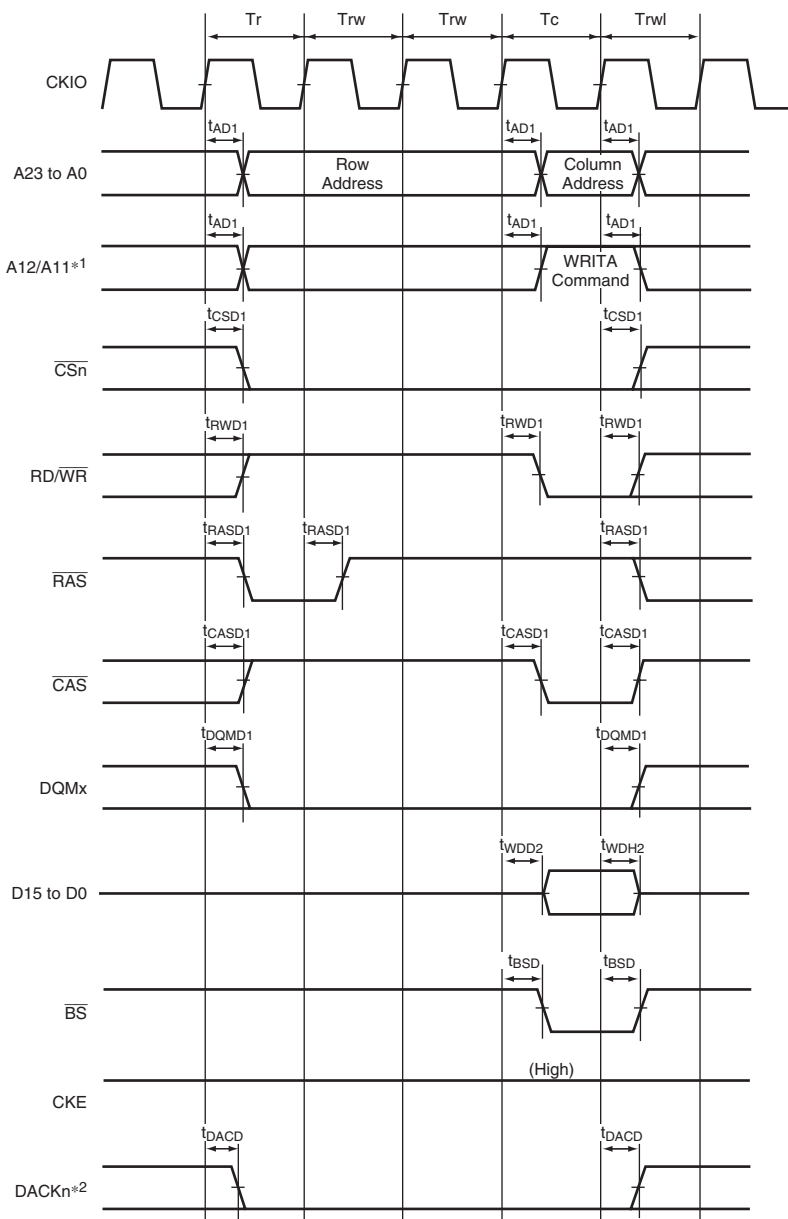 Tr Trw Trw Tc Trwl
CKIO
tAD1 tAD1 tAD1
A23 to A0 Row Address Column Address
tAD1 tAD1 tAD1
A12/A11*1 WRITA Command
tCSD1 tCSD1
CSn
tRWD1 tRWD1 tRWD1
RD/WR
tRASD1 tRASD1 tRASD1
RAS
tCASD1 tCASD1 tCASD1
CAS
tDQMD1 tDQMD1
DQMx
tWDD2 tWDH2
D15 to D0
tBSD tBSD
BS
(High)
CKE
tDACD tDACD
DACKn*2